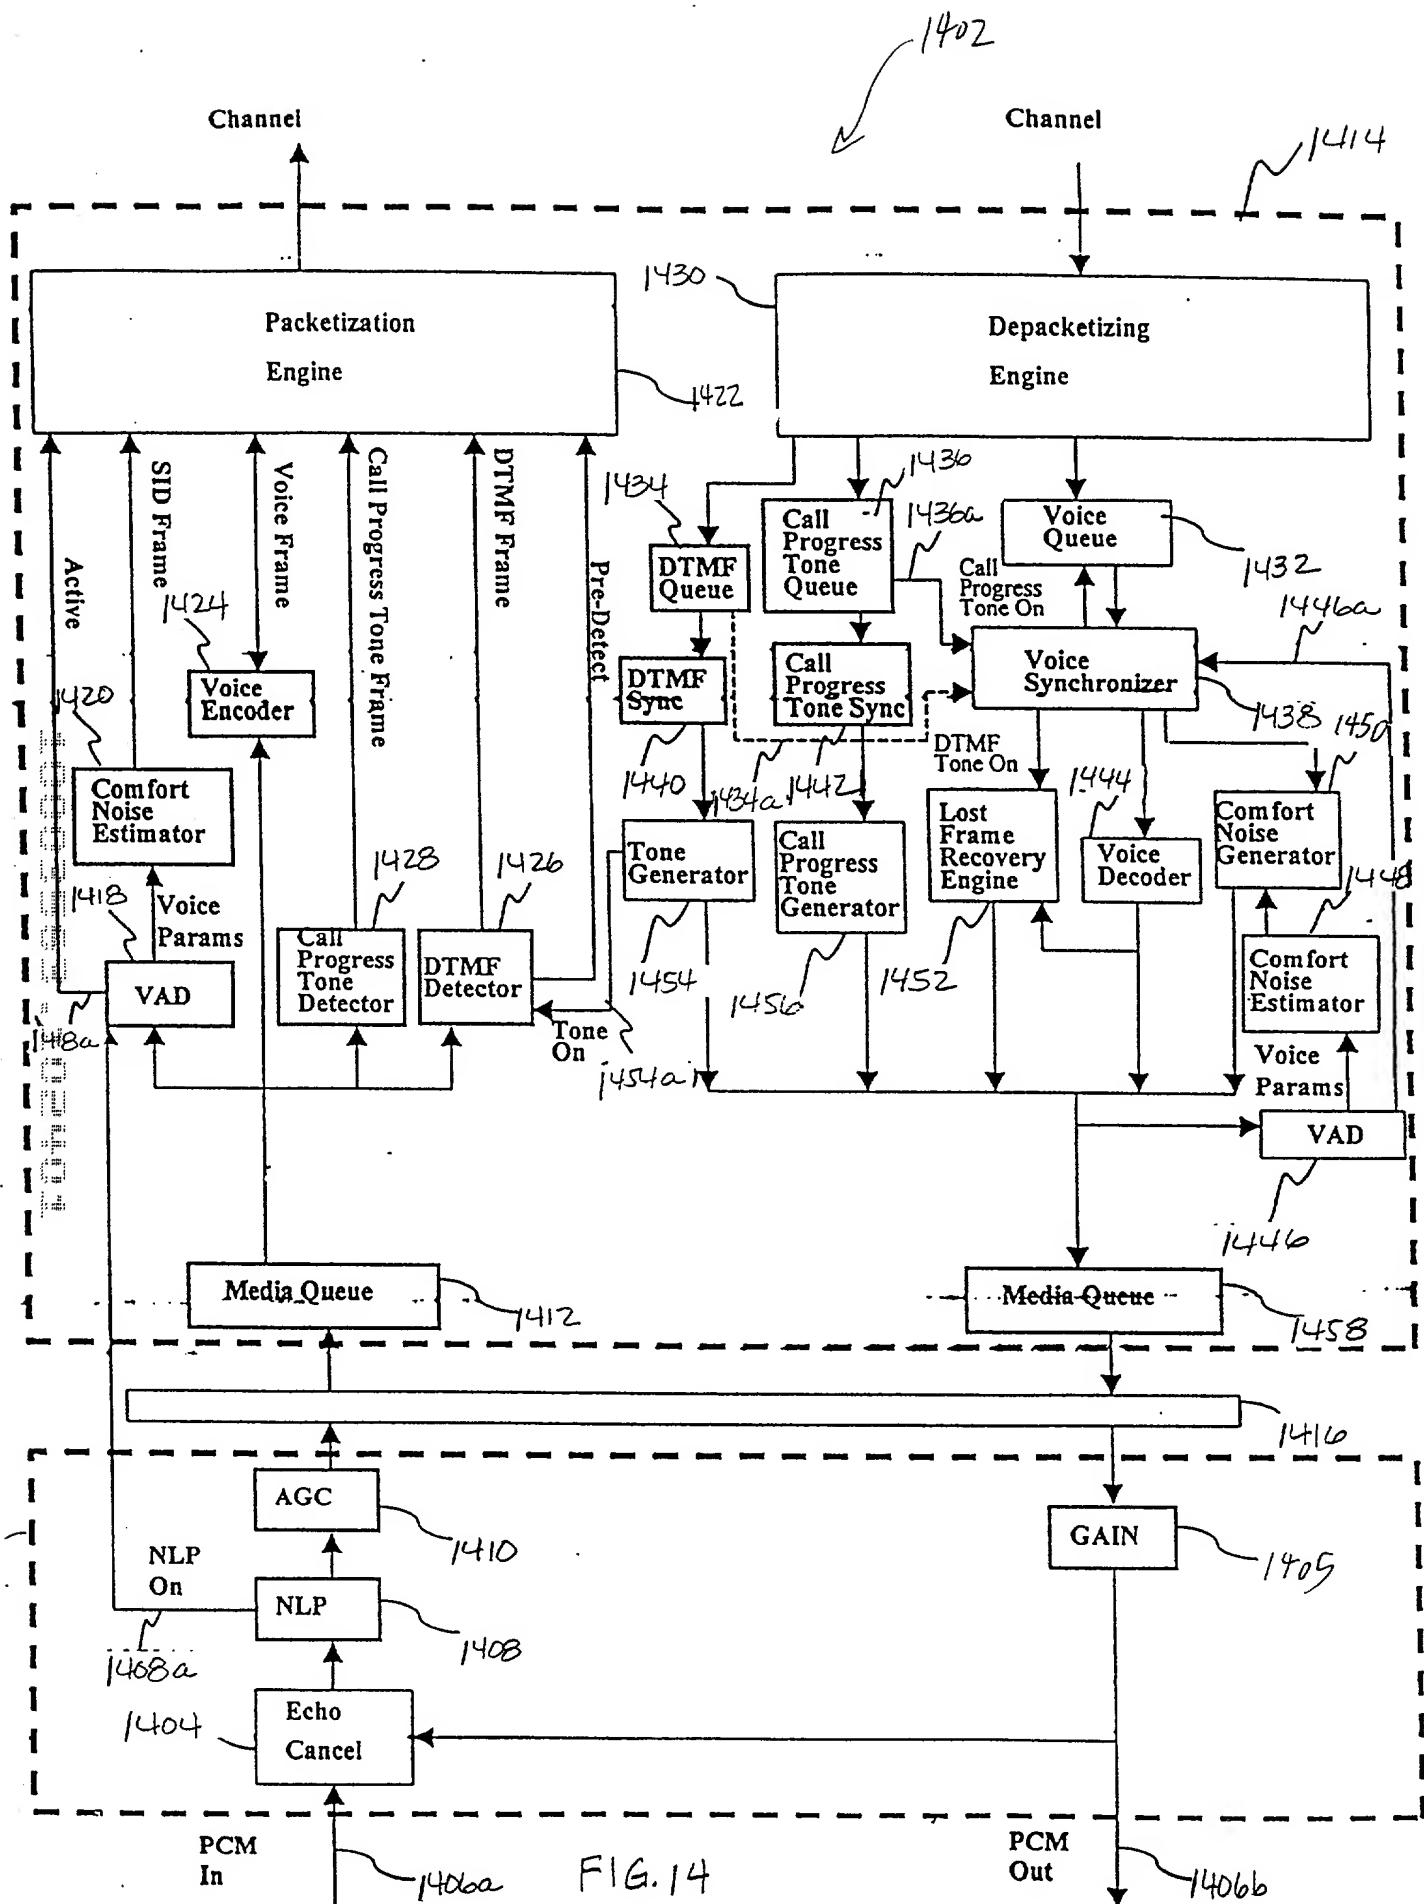 1402
Channel
Channel
1414
1430
Packetization
Engine
Depacketizing
Engine
1422
Active
SID Frame
Voice Frame
Call Progress Tone Frame
DTMF Frame
Pre-Detect
1434
1436
1436a
DTMF
Queue
Call
Progress
Tone
Queue
Voice
Queue
1432
Call
Progress
Tone On
1446a
1424
Voice
Encoder
DTMF
Sync
Call
Progress
Tone Sync
Voice
Synchronizer
1438
1450
1420
1440
1434a
1442
DTMF
Tone On
1444
Comfort
Noise
Estimator
Tone
Generator
Call
Progress
Tone
Generator
Lost
Frame
Recovery
Engine
Voice
Decoder
Comfort
Noise
Generator
1448
1418
Voice
Params
1428
1426
Call
Progress
Tone
Detector
DTMF
Detector
1454
1456
1452
Comfort
Noise
Estimator
VAD
1418a
Tone
On
1454a
Voice
Params
VAD
1446
Media Queue
1412
Media Queue
1458
1416
AGC
1410
GAIN
1405
NLP
On
NLP
1408
1408a
1404
Echo
Cancel
PCM
In
1406a
FIG. 14
PCM
Out
1406b